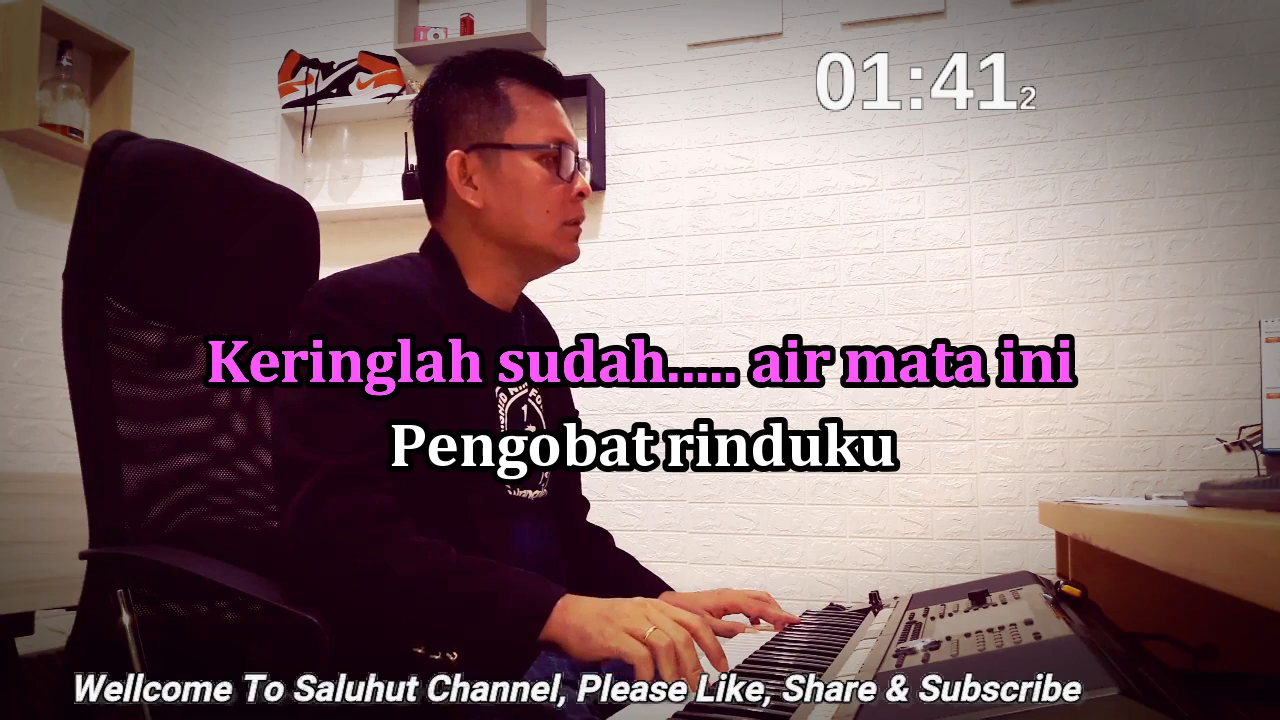 01:412
Keringlah sudah..... air mata ini
Pengobat rinduku
Wellcome To Saluhut Channel, Please Like, Share & Subscribe